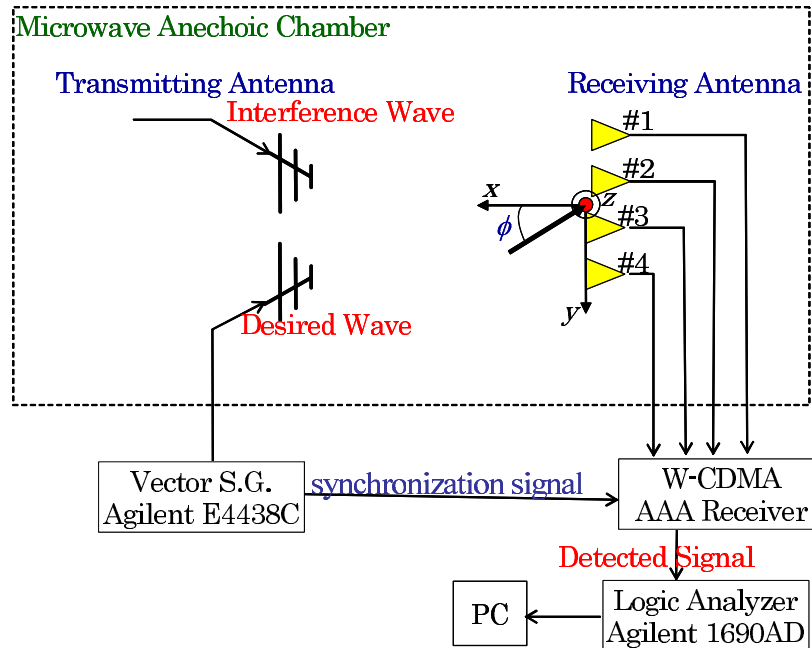 Microwave Anechoic Chamber
Transmitting Antenna
Receiving Antenna
Interference Wave
#1
#2
x
z
ϕ
#3
#4
y
Desired Wave
Vector S.G.
Agilent E4438C
synchronization signal
W-CDMA
AAA Receiver
Detected Signal
PC
Logic Analyzer
Agilent 1690AD